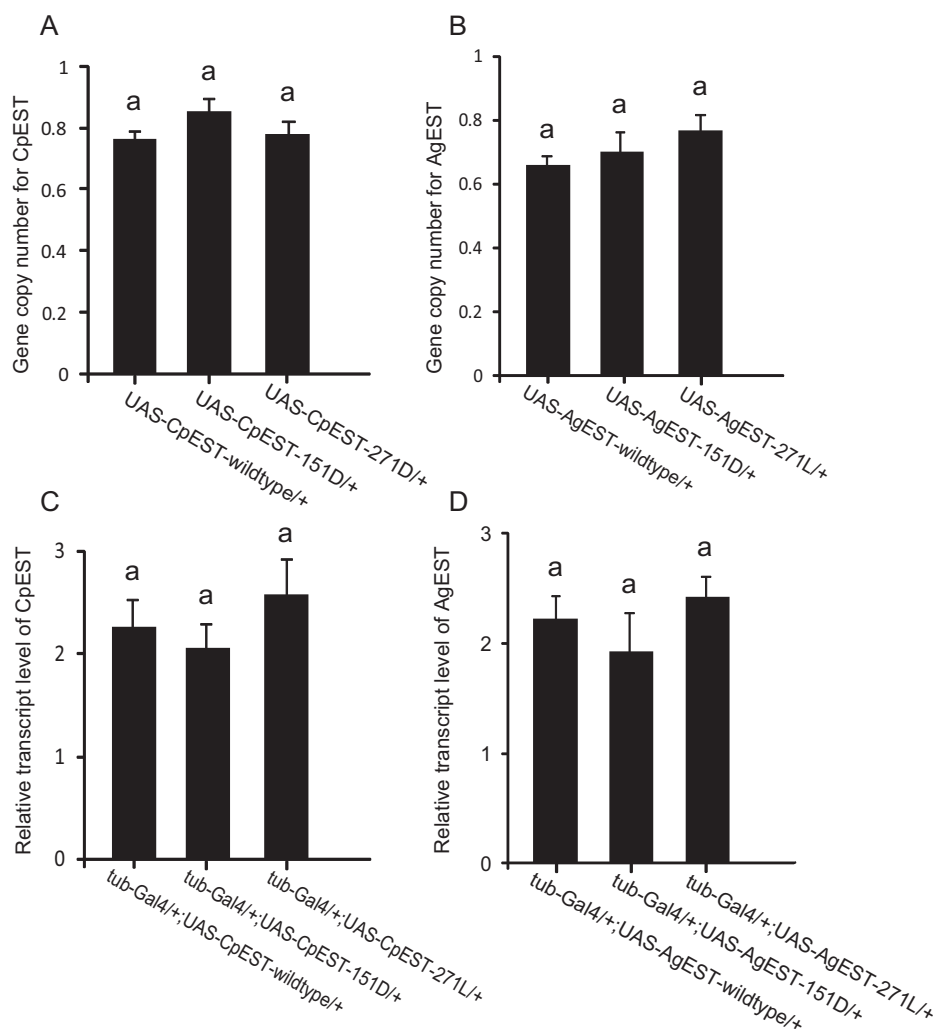 A
Gene copy number for CpEST
1
0.8
0.6
0.4
0.2
0
a
a
a
UAS-CpEST-wildtype/+
UAS-CpEST-151D/+
UAS-CpEST-271D/+
B
Gene copy number for AgEST
1
0.8
0.6
0.4
0.2
0
a
a
a
UAS-AgEST-wildtype/+
UAS-AgEST-151D/+
UAS-AgEST-271L/+
C
Relative transcript level of CpEST
3
2
1
0
a
a
a
tub-Gal4/+;UAS-CpEST-wildtype/+
tub-Gal4/+;UAS-CpEST-151D/+
tub-Gal4/+;UAS-CpEST-271L/+
D
Relative transcript level of AgEST
3
2
1
0
a
a
a
tub-Gal4/+;UAS-AgEST-wildtype/+
tub-Gal4/+;UAS-AgEST-151D/+
tub-Gal4/+;UAS-AgEST-271L/+